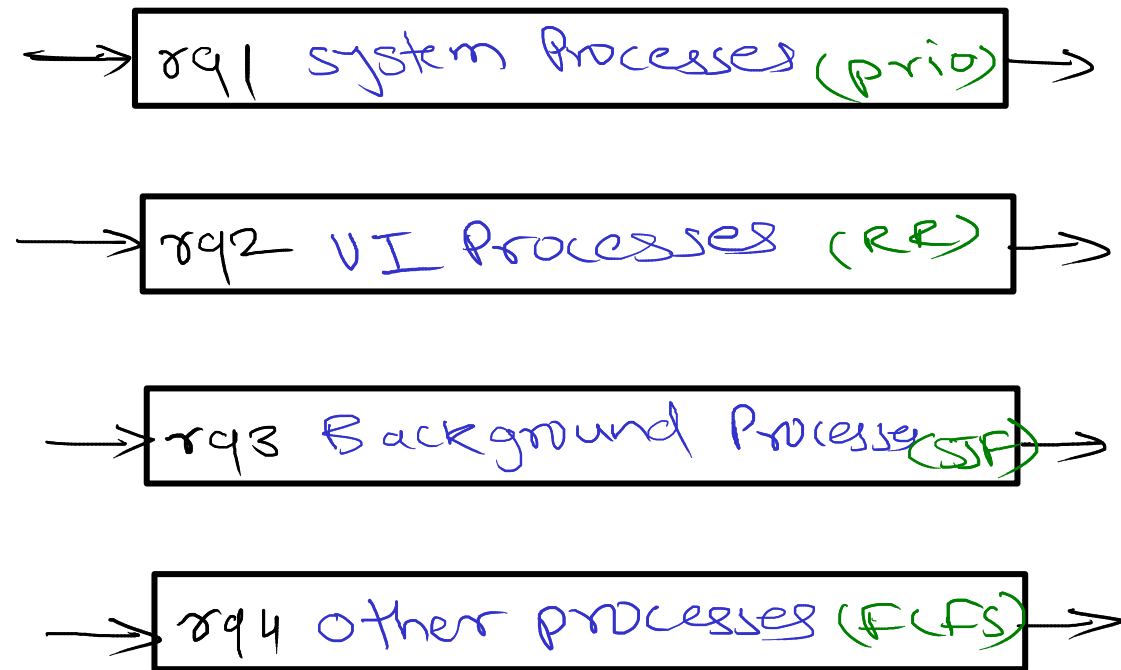 rq1 system Processes (prio)
rq2 UI Processes (RR)
rq3 Background Processe (SJF)
rq4 other processes (FCFS)